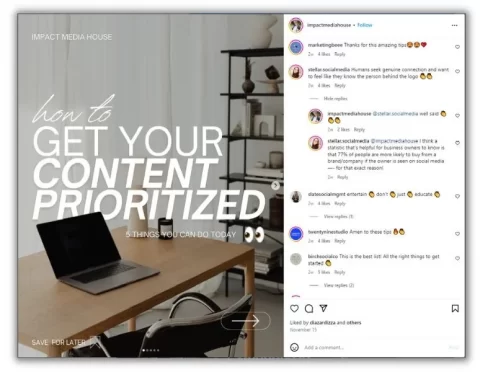 IMPACT MEDIA HOUSE
how to
GET YOUR
CONTENT
PRIORITIZED
5 THINGS YOU CAN DO TODAY
SAVE FOR LATER
impactmediahouse • Follow
marketingbese Thanks for this amazing tips
2w 4 likes Reply
stellar.socialmedia Humans seek genuine connection and want
to feel like they know the person behind the logo
2w 4 likes Reply
Hide replies
impactmediahouse @stellar.socialmedia well said
2w 2 likes Reply
stellar.socialmedia @impactmediahouse I think a
statistic that's helpful for business owners to know is
that 77% of people are more likely to buy from a
brand/company if the owner is seen on social media
— for that exact reason!
2w Reply
slatesocialmgmt entertain don't just educate
2w 4 likes Reply
View replies (1)
twentyninestudio Amen to these tips
2w 4 likes Reply
birchsocialco This is the best list! All the right things to get
started
2w 5 likes Reply
View replies (2)
Liked by diazardizza and others
November 15
Add a comment...